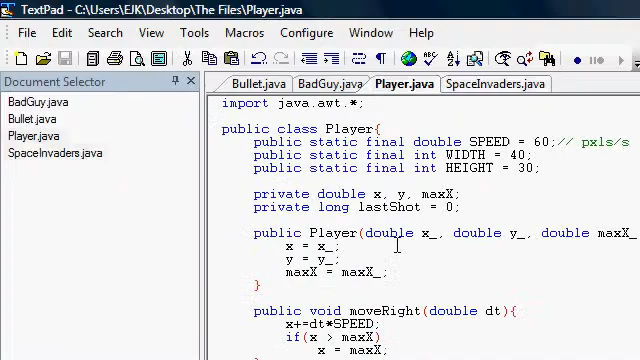 TextPad - C:\Users\EJK\Desktop\The Files\Player.java
File Edit Search View Tools Macros Configure Window Help
Document Selector
BadGuy.java
Bullet.java
Player.java
SpaceInvaders.java
Bullet.java BadGuy.java Player.java SpaceInvaders.java
import java.awt.*;
public class Player{
public static final double SPEED = 60;// pxls/s
public static final int WIDTH = 40;
public static final int HEIGHT = 30;
private double x, y, maxX;
private long lastShot = 0;
public Player(double x_, double y_, double maxX_
x = x_;
y = y_;
maxX = maxX_;
}
public void moveRight(double dt){
x+=dt*SPEED;
if(x > maxX)
x = maxX;